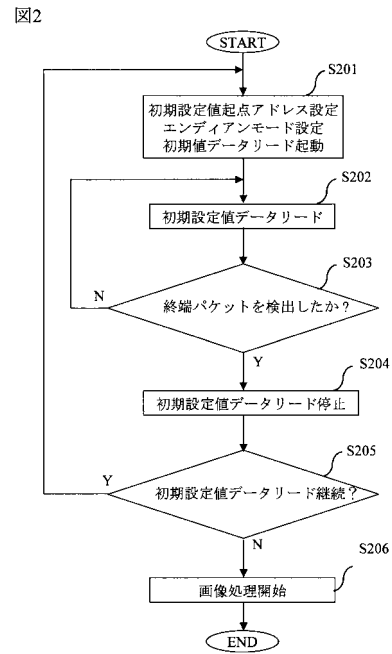 図2
START
S201
初期設定値起点アドレス設定
エンディアンモード設定
初期値データリード起動
S202
初期設定値データリード
S203
終端パケットを検出したか？
N
Y
S204
初期設定値データリード停止
S205
初期設定値データリード継続？
Y
N
S206
画像処理開始
END